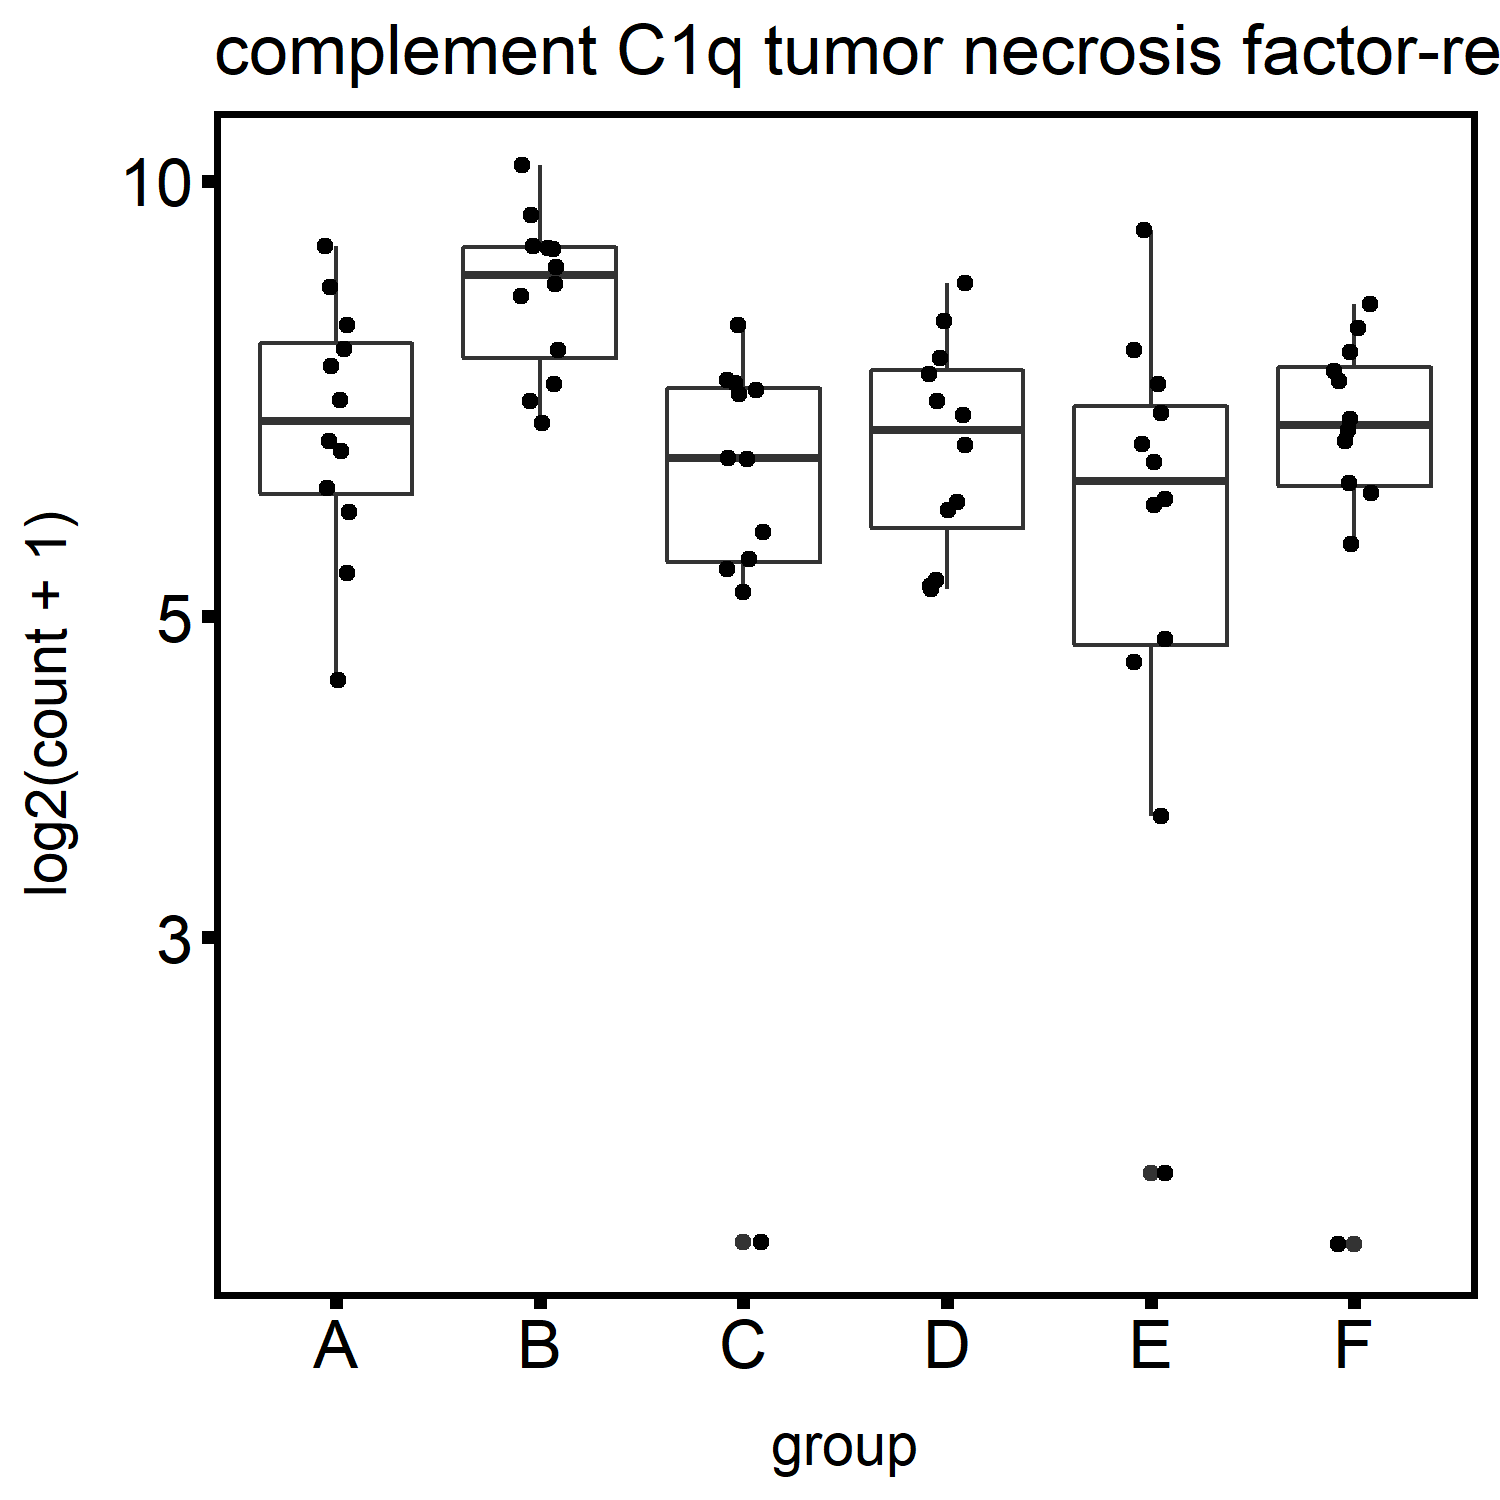 complement C1q tumor necrosis factor-re
10
5
3
log2(count + 1)
A B C D E F
group